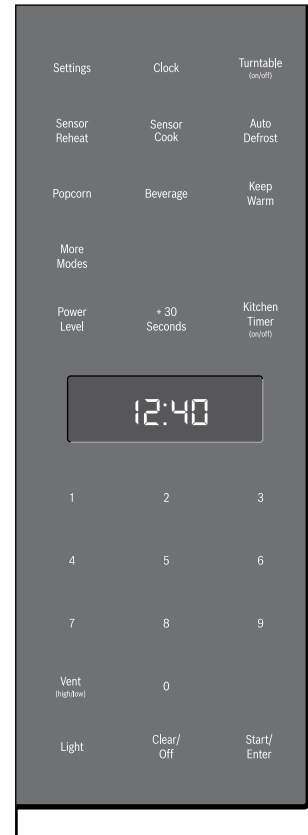 Settings Clock Turntable
(on/off)
Sensor Sensor Auto
Reheat Cook Defrost
Popcorn Beverage Keep
Warm
More
Modes
Power + 30 Kitchen
Level Seconds Timer
(on/off)
12:40
1 2 3
4 5 6
7 8 9
Vent 0
(high/low)
Light Clear/ Start/
Off Enter